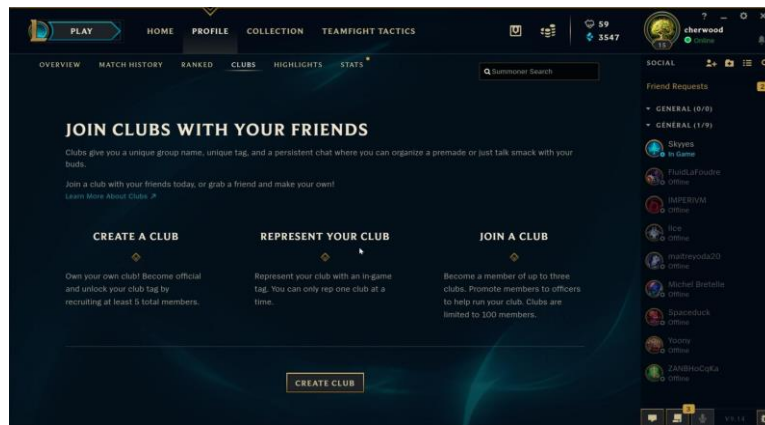 PLAY
HOME PROFILE COLLECTION TEAMFIGHT TACTICS
59
3547
?
cherwood
Online
15
OVERVIEW MATCH HISTORY RANKED CLUBS HIGHLIGHTS STATS
Summoner Search
SOCIAL
Friend Requests
2
JOIN CLUBS WITH YOUR FRIENDS
Clubs give you a unique group name, unique tag, and a persistent chat where you can organize a premade or just talk smack with your
buds.
Join a club with your friends today, or grab a friend and make your own!
Learn More About Clubs
CREATE A CLUB
Own your own club! Become official
and unlock your club tag by
recruiting at least 5 total members.
REPRESENT YOUR CLUB
Represent your club with an in-game
tag. You can only rep one club at a
time.
JOIN A CLUB
Become a member of up to three
clubs. Promote members to officers
to help run your club. Clubs are
limited to 100 members.
CREATE CLUB
GENERAL (0/0)
GÉNÉRAL (1/9)
Skyyes
In Game
FluidLaFoudre
Offline
IMPERIVM
Offline
Offline
maitreyoda20
Offline
Michel Bretelle
Offline
Spaceduck
Offline
Yoony
Offline
ZANBHoCqKa
Offline
3